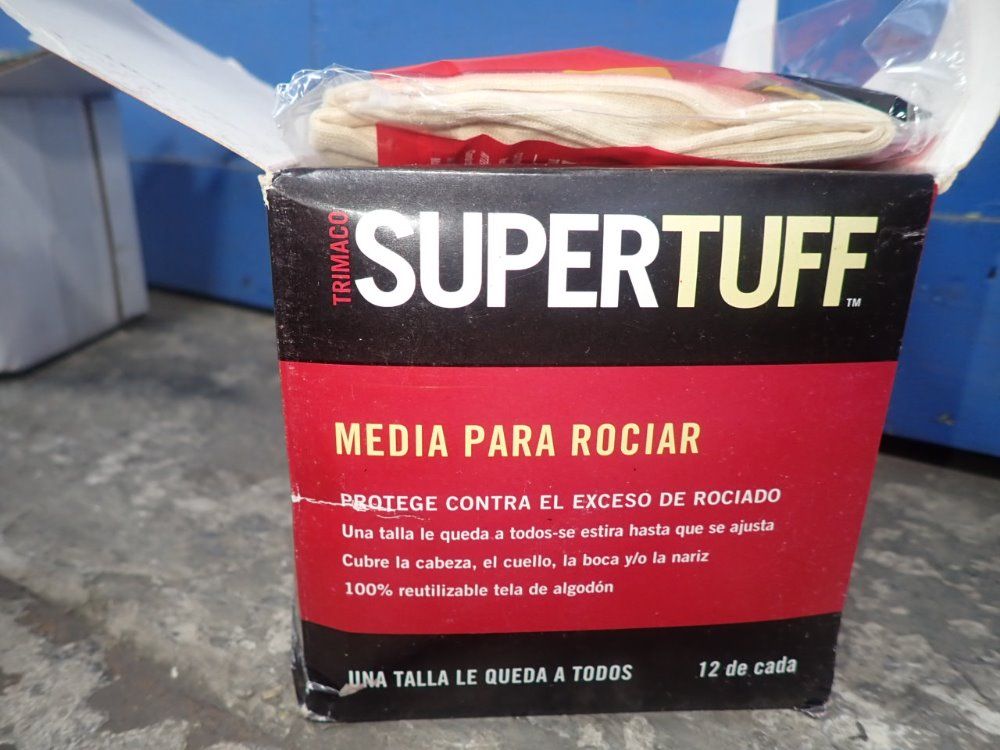 TRIMACO
SUPERTUFF™
MEDIA PARA ROCIAR
PROTEGE CONTRA EL EXCESO DE ROCIADO
Una talla le queda a todos-se estira hasta que se ajusta
Cubre la cabeza, el cuello, la boca y/o la nariz
100% reutilizable tela de algodón
UNA TALLA LE QUEDA A TODOS 12 de cada